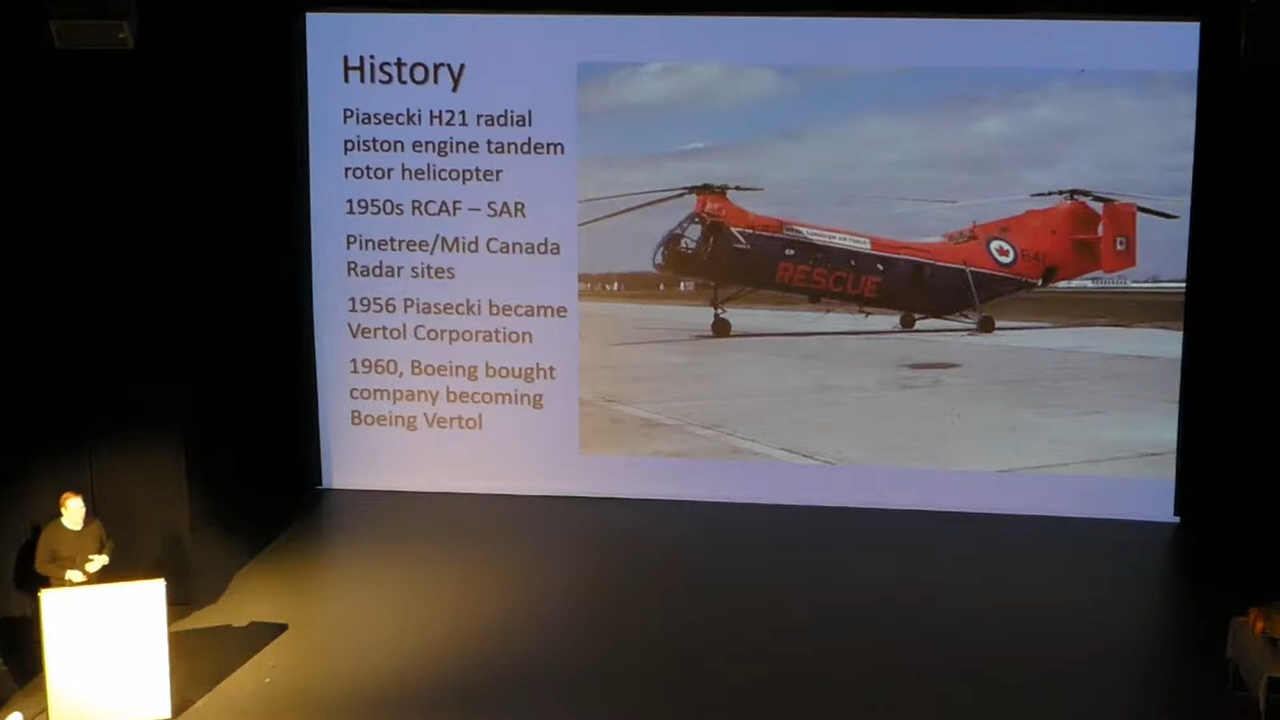 History
Piasecki H21 radial
piston engine tandem
rotor helicopter
1950s RCAF – SAR
Pinetree/Mid Canada
Radar sites
1956 Piasecki became
Vertol Corporation
1960, Boeing bought
company becoming
Boeing Vertol
RESCUE
641